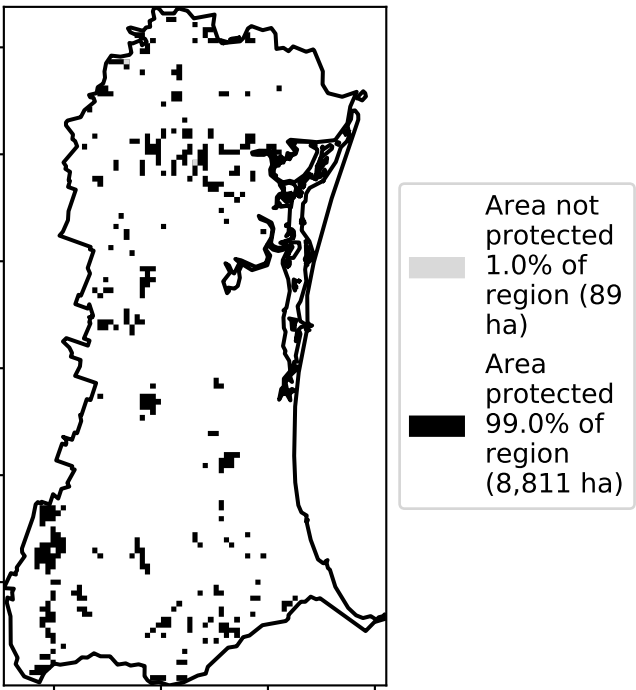 Area not
protected
1.0% of
region (89
ha)
Area
protected
99.0% of
region
(8,811 ha)